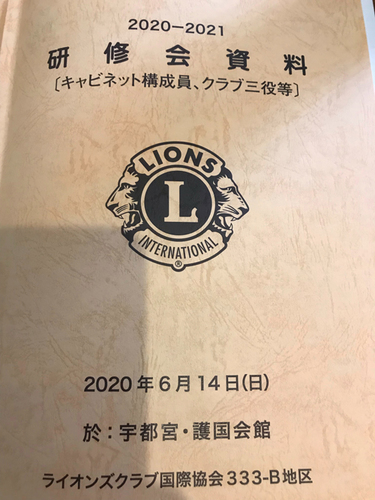 2020−2021
研修会資料
〔キャビネット構成員、クラブ三役等〕
LIONS
L
INTERNATIONAL
®
2020年6月14日(日)
於：宇都宮・護国会館
ライオンズクラブ国際協会333-B地区